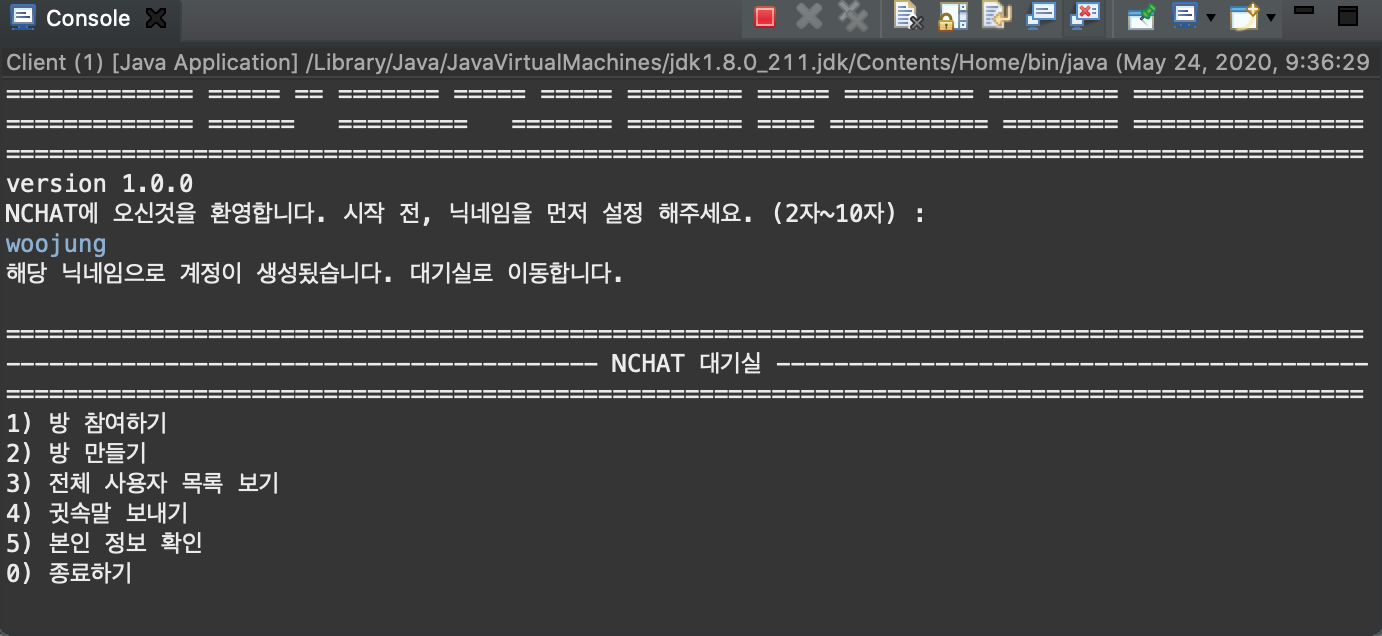 Console
Client (1) [Java Application] /Library/Java/JavaVirtualMachines/jdk1.8.0_211.jdk/Contents/Home/bin/java (May 24, 2020, 9:36:29
============= ===== == ======= ===== ===== ======== ===== ========= ========= ================
============= ======   =========   ======= ======== ==== =========== ======== ================
==============================================================================================
version 1.0.0
NCHAT에 오신것을 환영합니다. 시작 전, 닉네임을 먼저 설정 해주세요. (2자~10자) :
woojung
해당 닉네임으로 계정이 생성됬습니다. 대기실로 이동합니다.
==============================================================================================
----------------------------------------- NCHAT 대기실 -----------------------------------------
==============================================================================================
1) 방 참여하기
2) 방 만들기
3) 전체 사용자 목록 보기
4) 귓속말 보내기
5) 본인 정보 확인
0) 종료하기